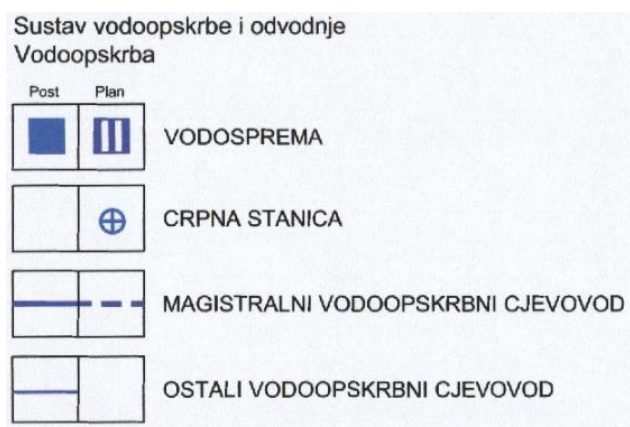 Sustav vodoopskrbe i odvodnje
Vodoopskrba
Post Plan
VODOSPREMA
CRPNA STANICA
MAGISTRALNI VODOOPSKRBNI CJEVOVOD
OSTALI VODOOPSKRBNI CJEVOVOD